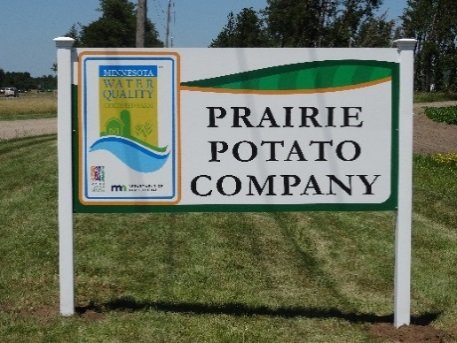 MINNESOTA
WATER
QUALITY
PRAIRIE
POTATO
COMPANY